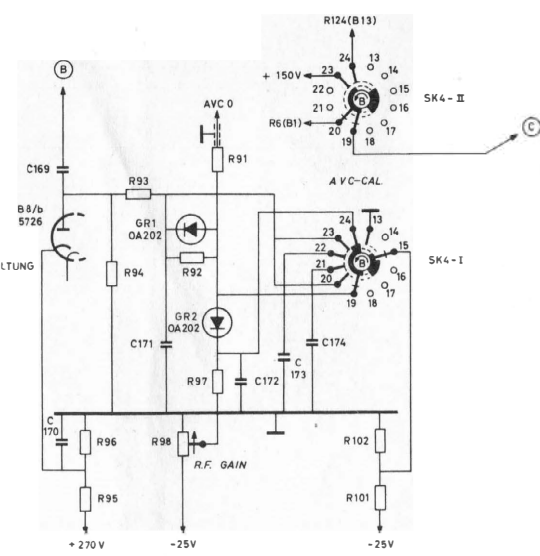 R124(B13)
B
24
13
+ 150V
23
14
22
15
SK4-II
B
21
16
R6(B1)
20
17
19
18
C
AVC 0
R91
C169
R93
AVC-CAL.
B8/b
5726
GR1
OA202
24
13
23
14
22
15
LTUNG
R94
R92
21
B
16
SK4-I
20
17
19
18
GR2
OA202
C171
C174
C
173
R97
C172
C
170
R96
R98
R.F. GAIN
R102
R95
R101
+ 270V
-25V
-25V